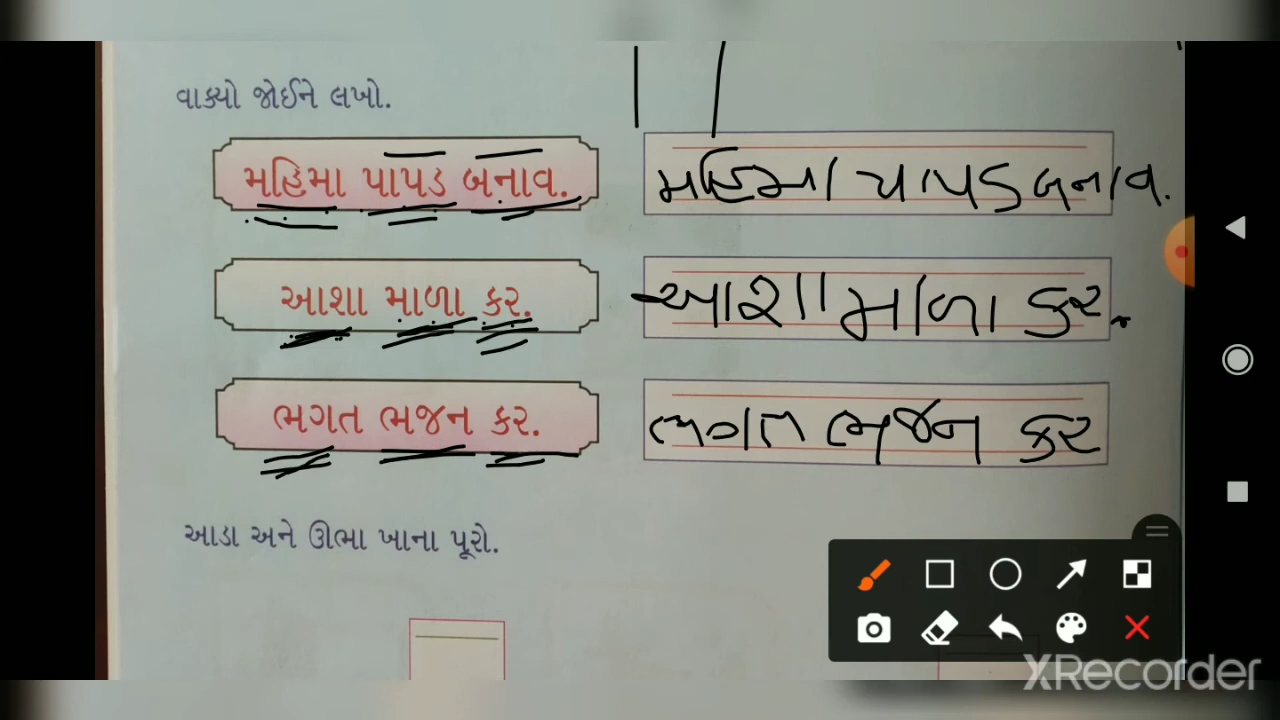 વાક્યો જોઈને લખો.
મહિમા પાપડ બનાવ. મહિમા પાપડ બનાવ.
આશા માળા કર. આશા માળા કર.
ભગત ભજન કર. ભગત ભજન કર
આડા અને ઊભા ખાના પૂરો.
XRecorder